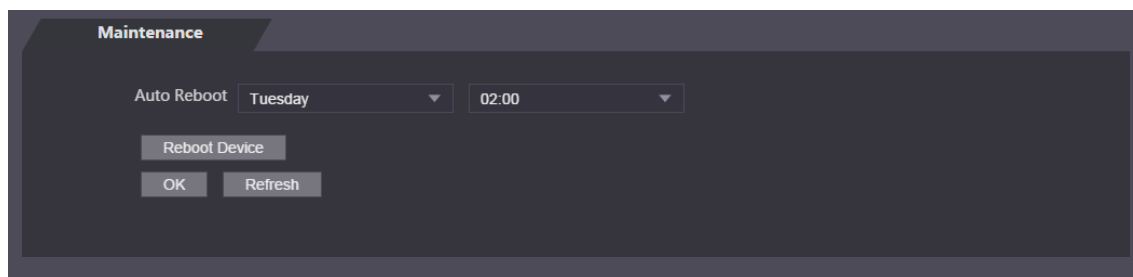 Maintenance
Auto Reboot Tuesday 02:00
Reboot Device
OK Refresh